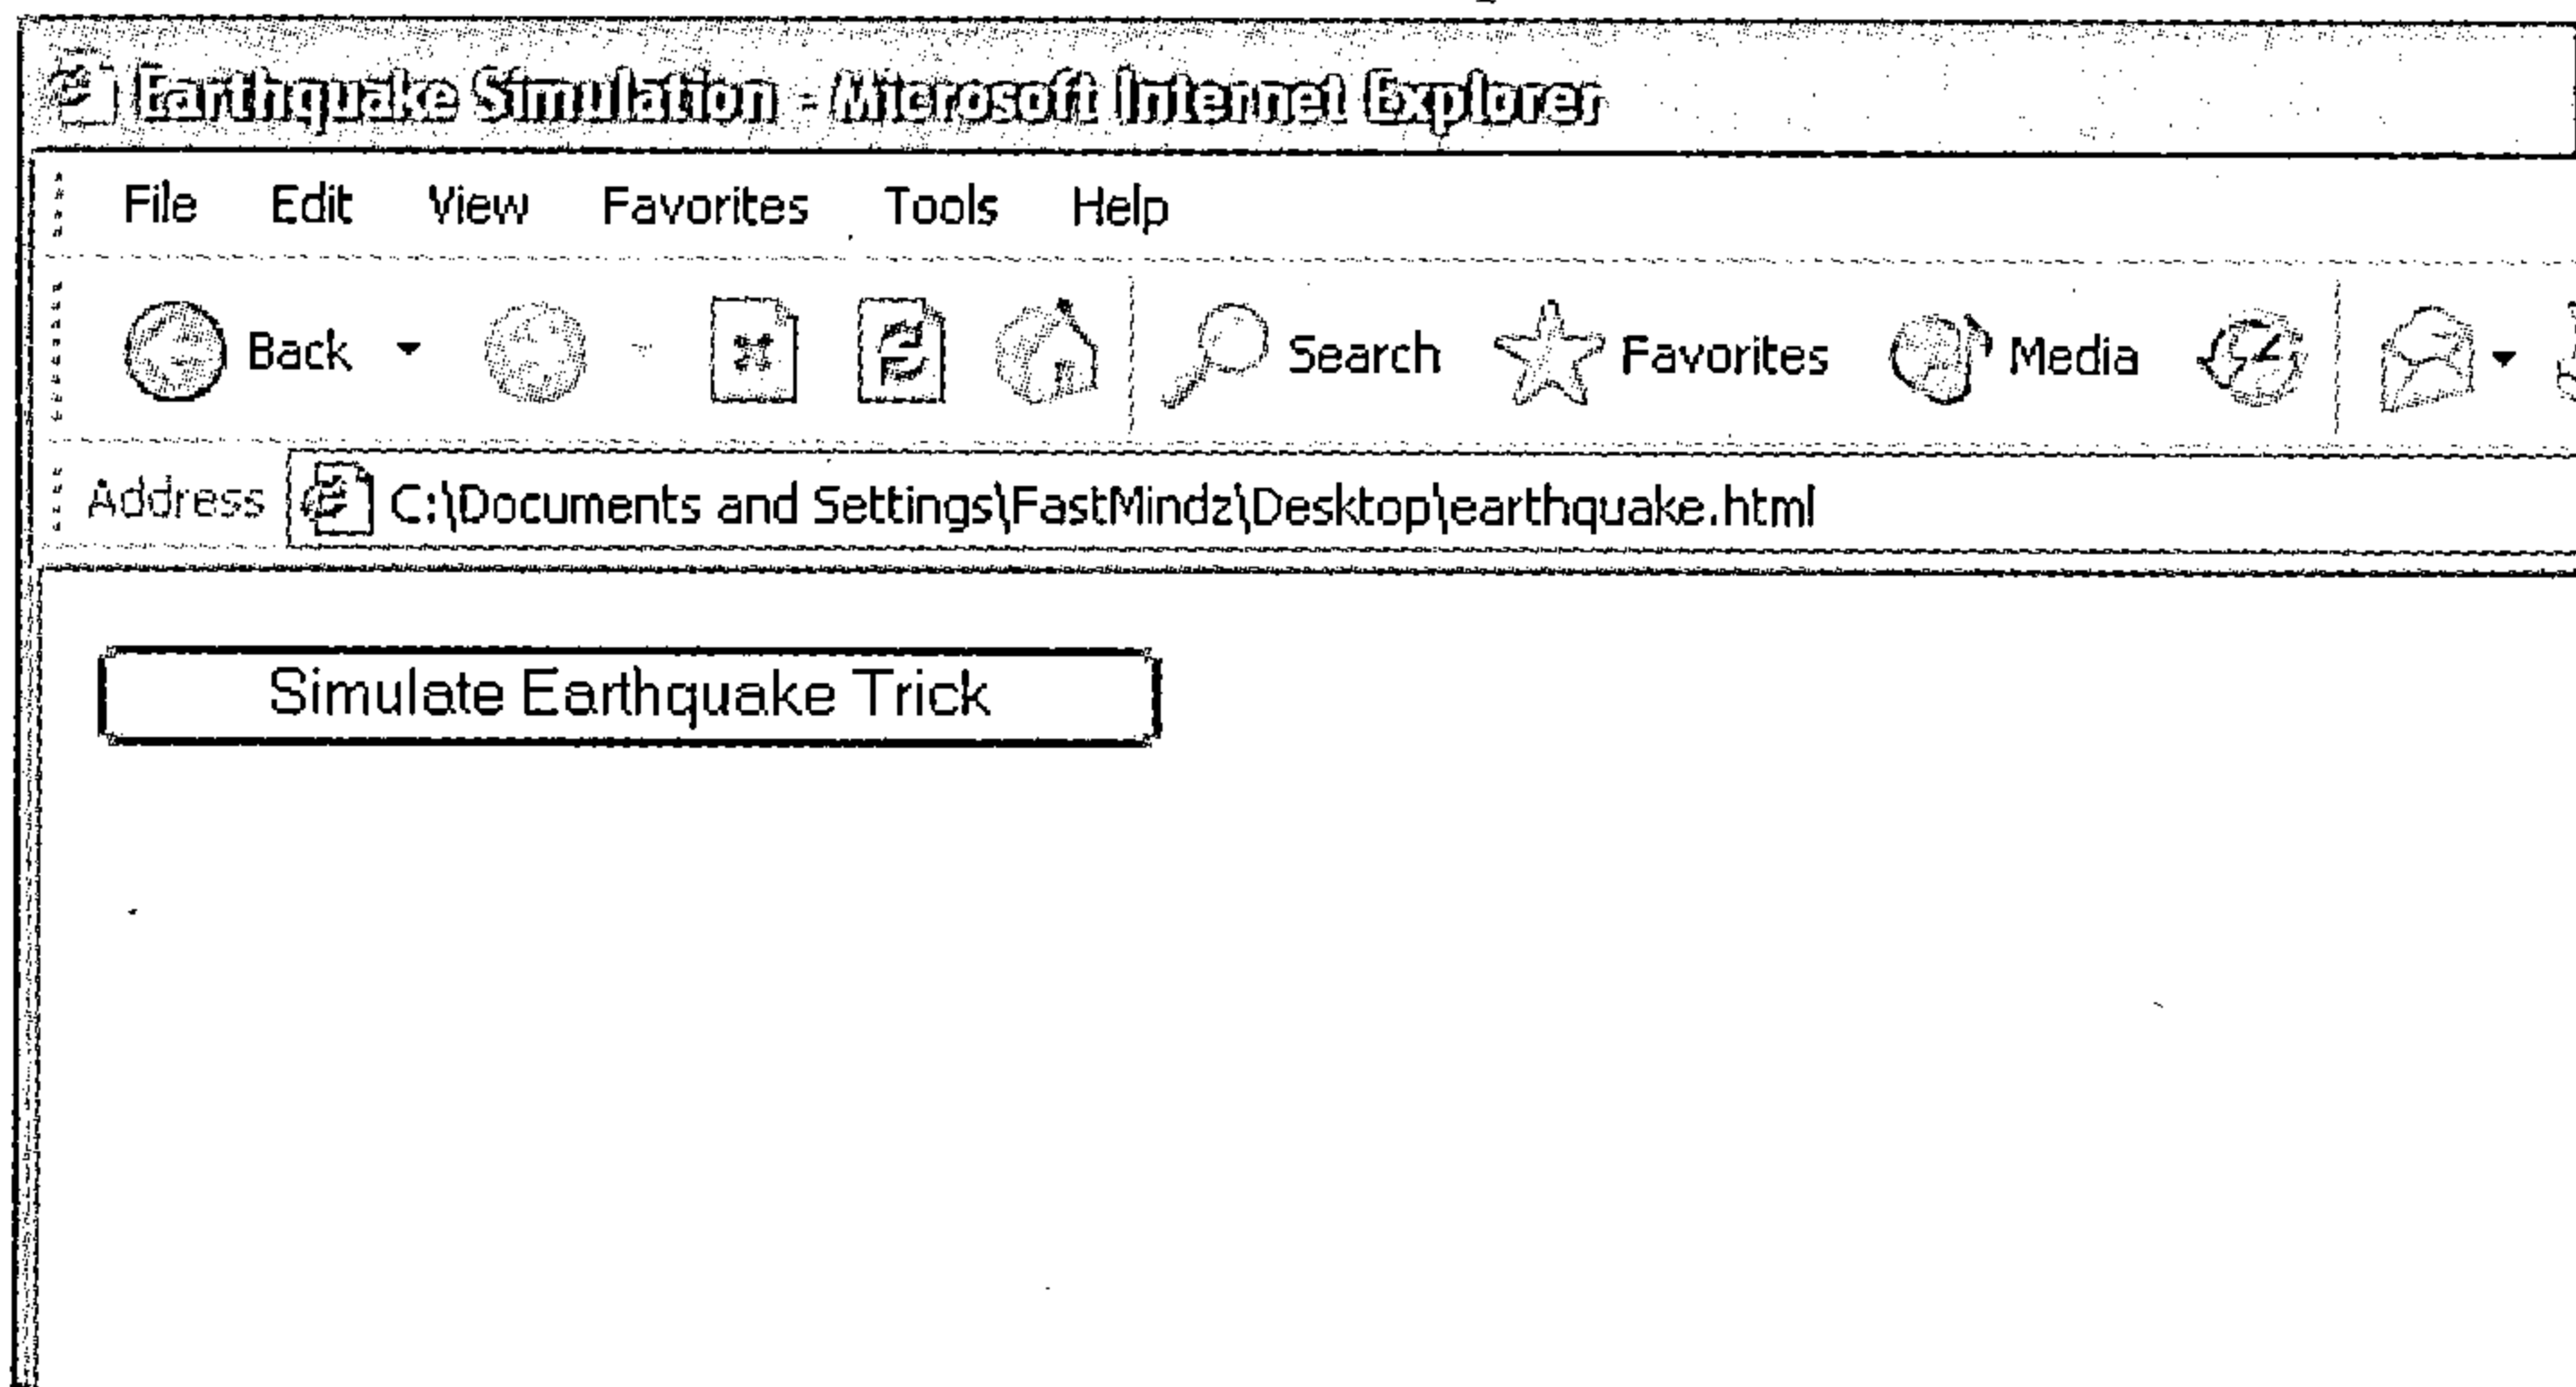 Earthquake Simulation - Microsoft Internet Explorer
File Edit View Favorites Tools Help
Back Search Favorites Media
Address C:\Documents and Settings\FastMindz\Desktop\earthquake.html
Simulate Earthquake Trick